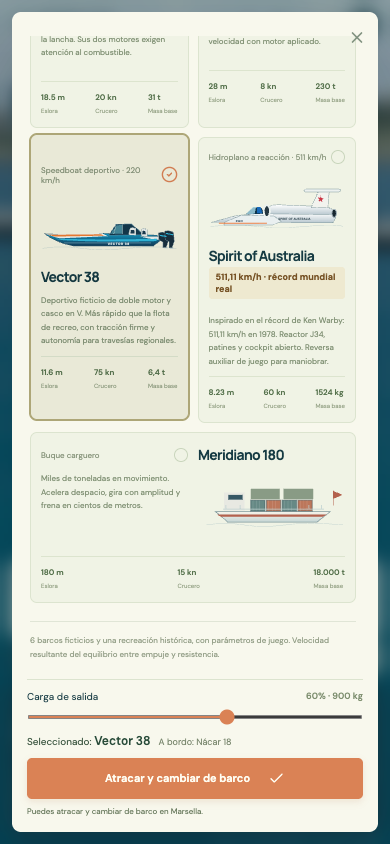 la lancha. Sus dos motores exigen
atención al combustible.
18.5 m 20 kn 31 t
Eslora Crucero Masa base
velocidad con motor aplicado.
28 m 8 kn 230 t
Eslora Crucero Masa base
Speedboat deportivo · 220
km/h
VECTOR 38
Vector 38
Deportivo ficticio de doble motor y
casco en V. Más rápido que la flota
de recreo, con tracción firme y
autonomía para travesías regionales.
11.6 m 75 kn 6,4 t
Eslora Crucero Masa base
Hidroplano a reacción · 511 km/h
SPIRIT OF AUSTRALIA
Spirit of Australia
511,11 km/h · récord mundial
real
Inspirado en el récord de Ken Warby:
511,11 km/h en 1978. Reactor J34,
patines y cockpit abierto. Reversa
auxiliar de juego para maniobras.
8.23 m 60 kn 1524 kg
Eslora Crucero Masa base
Buque carguero
Meridiano 180
Miles de toneladas en movimiento.
Acelera despacio, gira con amplitud y
frena en cientos de metros.
180 m 15 kn 18.000 t
Eslora Crucero Masa base
6 barcos ficticios y una recreación histórica, con parámetros de juego. Velocidad
resultante del equilibrio entre empuje y resistencia.
Carga de salida 60% · 900 kg
Seleccionado: Vector 38 A bordo: Nácar 18
Atracar y cambiar de barco
Puedes atracar y cambiar de barco en Marsella.